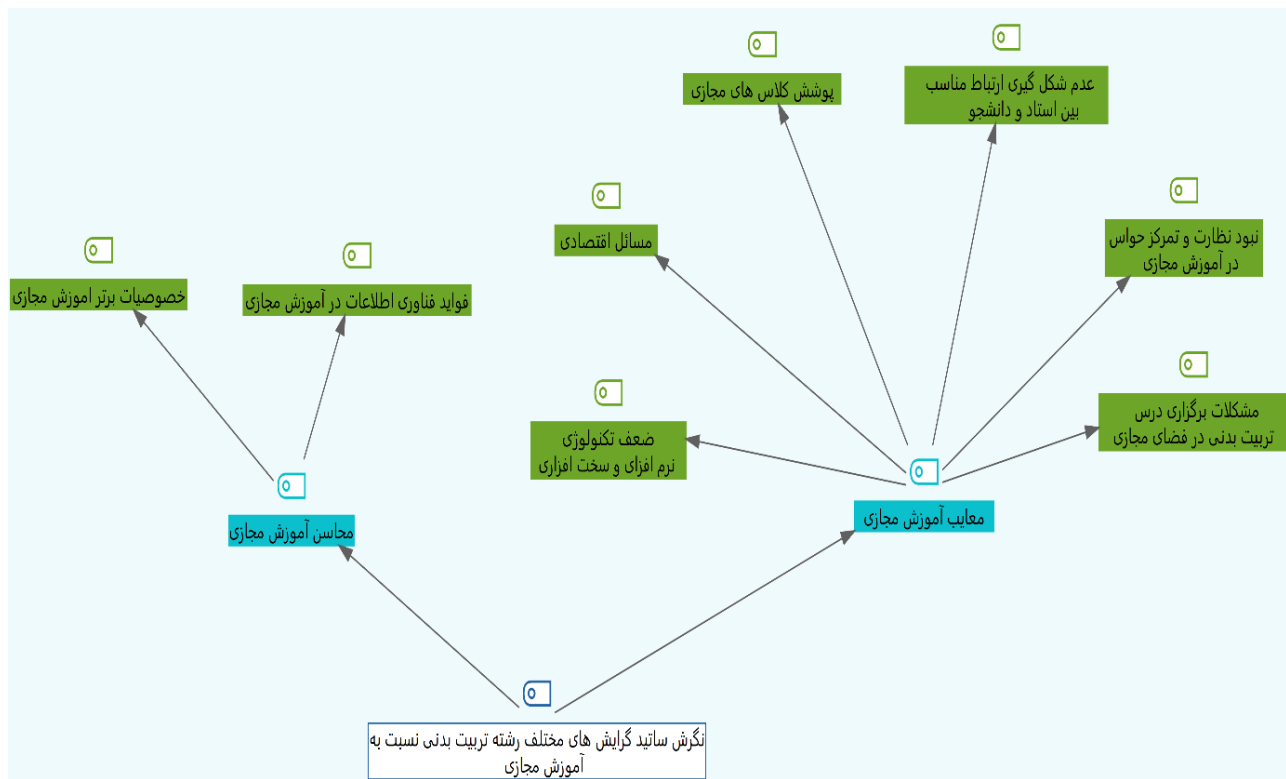 عدم شکل گیری ارتباط مناسب
بین استاد و دانشجو
پوشش کلاس های مجازی
نبود نظارت و تمرکز حواس
در آموزش مجازی
مسائل اقتصادی
فواید فناوری اطلاعات در آموزش مجازی
خصوصیات برتر اموزش مجازی
مشکلات برگزاری درس
تربیت بدنی در فضای مجازی
ضعف تکنولوژی
نرم افزای و سخت افزاری
معایب آموزش مجازی
محاسن آموزش مجازی
نگرش ساتید گرایش های مختلف رشته تربیت بدنی نسبت به
آموزش مجازی